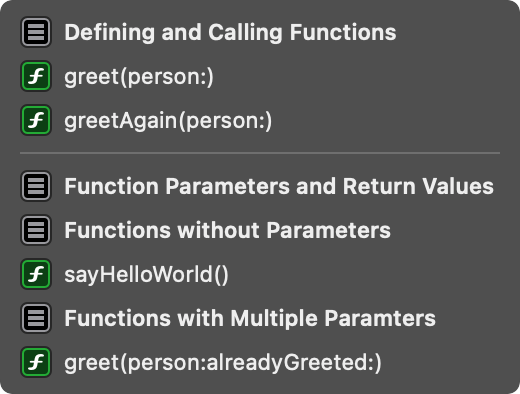 Defining and Calling Functions
greet(person:)
greetAgain(person:)
Function Parameters and Return Values
Functions without Parameters
sayHelloWorld()
Functions with Multiple Paramters
greet(person:alreadyGreeted:)